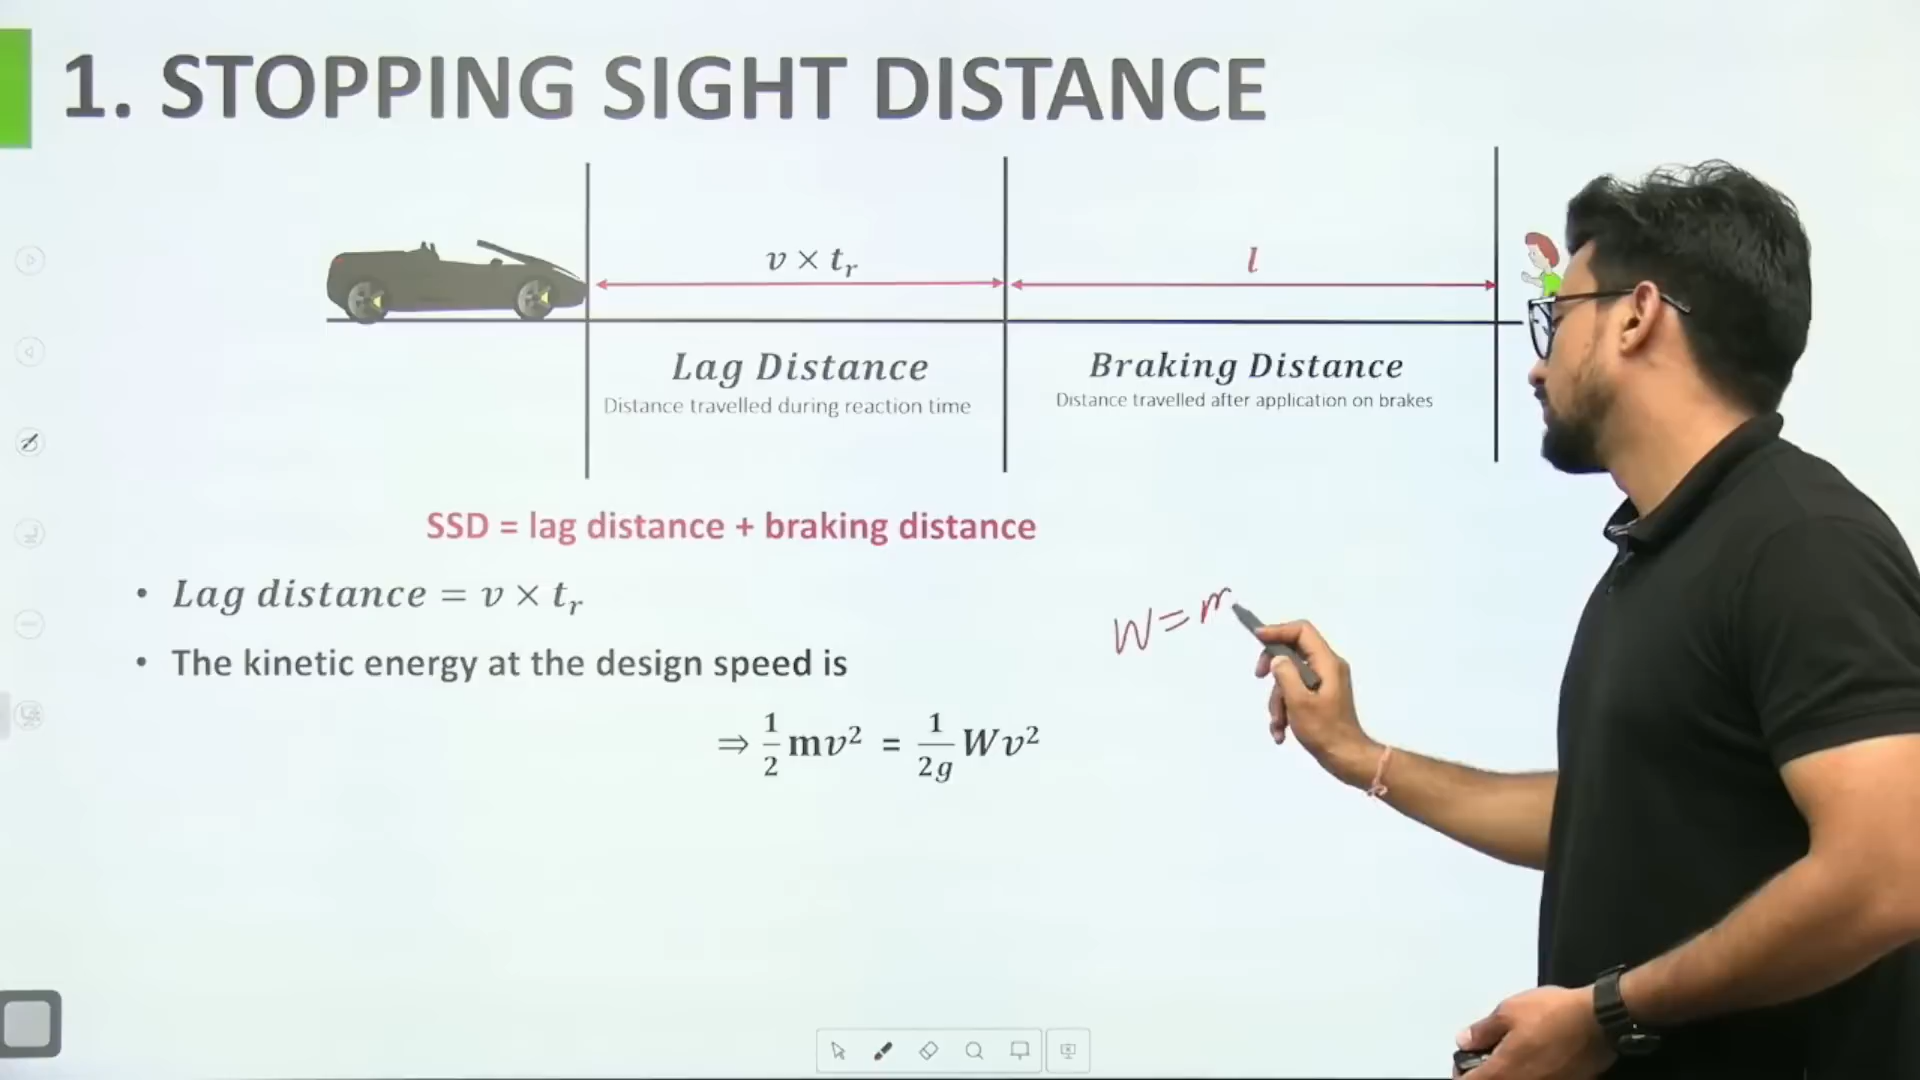 1. STOPPING SIGHT DISTANCE
v × tᵣ
l
Lag Distance
Braking Distance
Distance travelled during reaction time
Distance travelled after application on brakes
SSD = lag distance + braking distance
• Lag distance = v × tᵣ
W = m
• The kinetic energy at the design speed is
⇒ 1/2 mv² = 1/2g Wv²